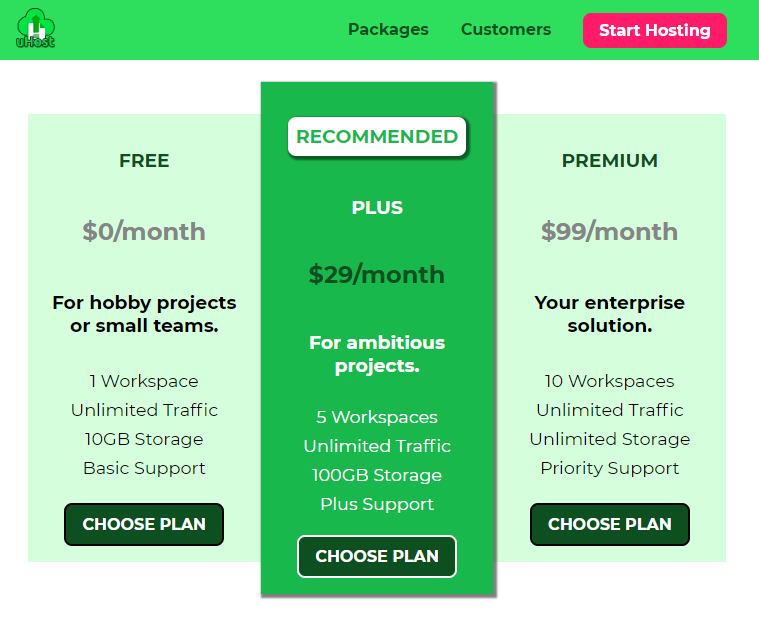 uHost
Packages
Customers
Start Hosting
FREE
$0/month
For hobby projects
or small teams.
1 Workspace
Unlimited Traffic
10GB Storage
Basic Support
CHOOSE PLAN
RECOMMENDED
PLUS
$29/month
For ambitious
projects.
5 Workspaces
Unlimited Traffic
100GB Storage
Plus Support
CHOOSE PLAN
PREMIUM
$99/month
Your enterprise
solution.
10 Workspaces
Unlimited Traffic
Unlimited Storage
Priority Support
CHOOSE PLAN